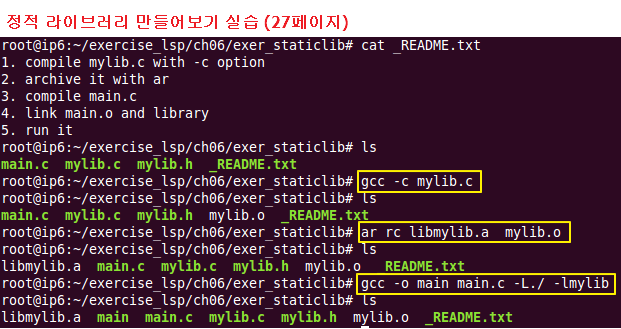 정적 라이브러리 만들어보기 실습 (27페이지)
root@ip6:~/exercise_lsp/ch06/exer_staticlib# cat _README.txt
1. compile mylib.c with -c option
2. archive it with ar
3. compile main.c
4. link main.o and library
5. run it
root@ip6:~/exercise_lsp/ch06/exer_staticlib# ls
main.c  mylib.c  mylib.h  _README.txt
root@ip6:~/exercise_lsp/ch06/exer_staticlib# gcc -c mylib.c
root@ip6:~/exercise_lsp/ch06/exer_staticlib# ls
main.c  mylib.c  mylib.h  mylib.o  _README.txt
root@ip6:~/exercise_lsp/ch06/exer_staticlib# ar rc libmylib.a  mylib.o
root@ip6:~/exercise_lsp/ch06/exer_staticlib# ls
libmylib.a  main.c  mylib.c  mylib.h  mylib.o  _README.txt
root@ip6:~/exercise_lsp/ch06/exer_staticlib# gcc -o main main.c -L./ -lmylib
root@ip6:~/exercise_lsp/ch06/exer_staticlib# ls
libmylib.a  main  main.c  mylib.c  mylib.h  mylib.o  _README.txt